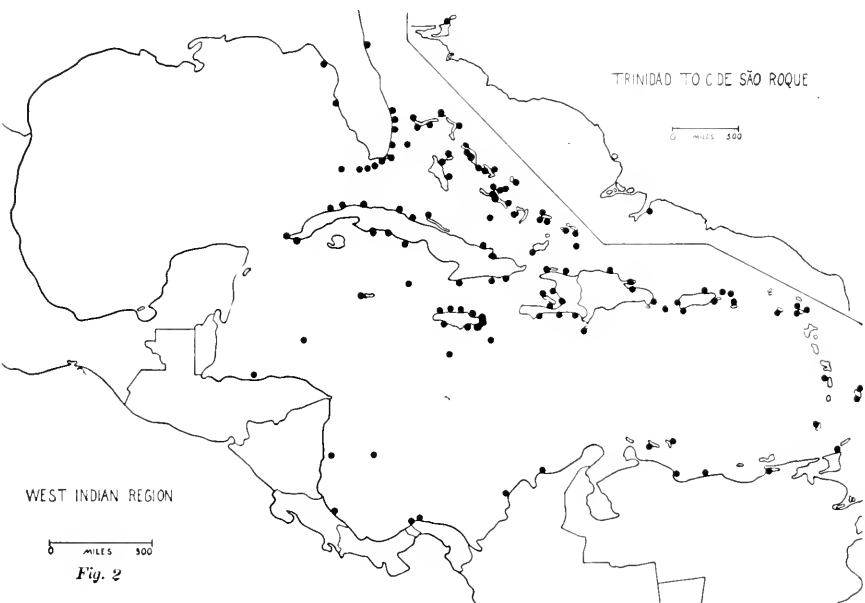 TRINIDAD TO C DE SÃO ROQUE
0 MILES 300
WEST INDIAN REGION
0 MILES 300
Fig. 2